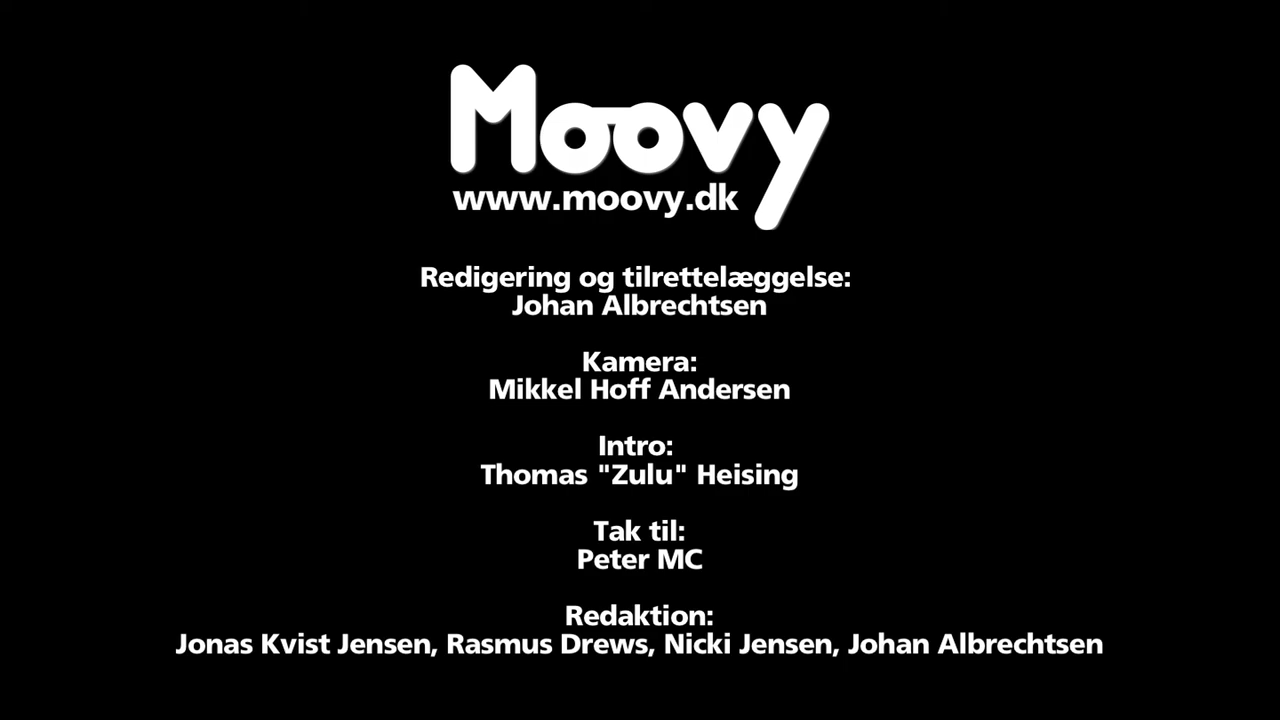 Moovy
www.moovy.dk
Redigering og tilrettelæggelse:
Johan Albrechtsen
Kamera:
Mikkel Hoff Andersen
Intro:
Thomas "Zulu" Heising
Tak til:
Peter MC
Redaktion:
Jonas Kvist Jensen, Rasmus Drews, Nicki Jensen, Johan Albrechtsen